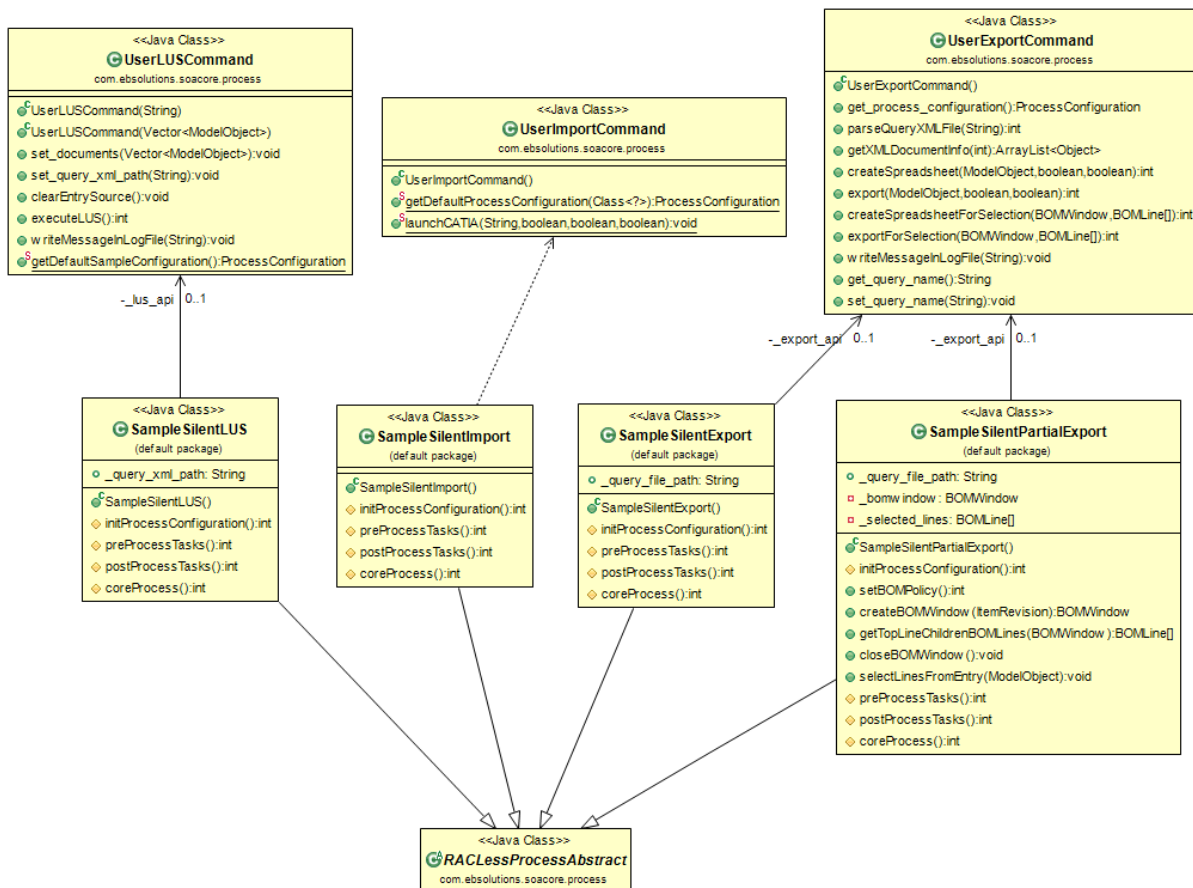 <<Java Class>>
UserLUSCommand
com.ebsolutions.soacore.process
UserLUSCommand(String)
UserLUSCommand(Vector<ModelObject>)
set_documents(Vector<ModelObject>):void
set_query_xml_path(String):void
clearEntrySource():void
executeLUS():int
writeMessageInLogFile(String):void
getDefaultSampleConfiguration():ProcessConfiguration
<<Java Class>>
UserImportCommand
com.ebsolutions.soacore.process
UserImportCommand()
getDefaultProcessConfiguration(Class<?>):ProcessConfiguration
launchCATIA(String,boolean,boolean,boolean):void
<<Java Class>>
UserExportCommand
com.ebsolutions.soacore.process
UserExportCommand()
get_process_configuration():ProcessConfiguration
parseQueryXMLFile(String):int
getXMLDocumentInfo(int):ArrayList<Object>
createSpreadsheet(ModelObject,boolean,boolean):int
export(ModelObject,boolean,boolean):int
createSpreadsheetForSelection(BOMWindow,BOMLine[]):int
exportForSelection(BOMWindow,BOMLine[]):int
writeMessageInLogFile(String):void
get_query_name():String
set_query_name(String):void
-_lus_api 0..1
-_export_api 0..1
-_export_api 0..1
<<Java Class>>
SampleSilentLUS
(default package)
_query_xml_path: String
SampleSilentLUS()
initProcessConfiguration():int
preProcessTasks():int
postProcessTasks():int
coreProcess():int
<<Java Class>>
SampleSilentImport
(default package)
SampleSilentImport()
initProcessConfiguration():int
preProcessTasks():int
postProcessTasks():int
coreProcess():int
<<Java Class>>
SampleSilentExport
(default package)
_query_file_path: String
SampleSilentExport()
initProcessConfiguration():int
preProcessTasks():int
postProcessTasks():int
coreProcess():int
<<Java Class>>
SampleSilentPartialExport
(default package)
_query_file_path: String
_bomwindow: BOMWindow
_selected_lines: BOMLine[]
SampleSilentPartialExport()
initProcessConfiguration():int
setBOMPolicy():int
createBOMWindow(ItemRevision):BOMWindow
getTopLineChildrenBOMLines(BOMWindow):BOMLine[]
closeBOMWindow():void
selectLinesFromEntry(ModelObject):void
preProcessTasks():int
postProcessTasks():int
coreProcess():int
<<Java Class>>
RACLessProcessAbstract
com.ebsolutions.soacore.process